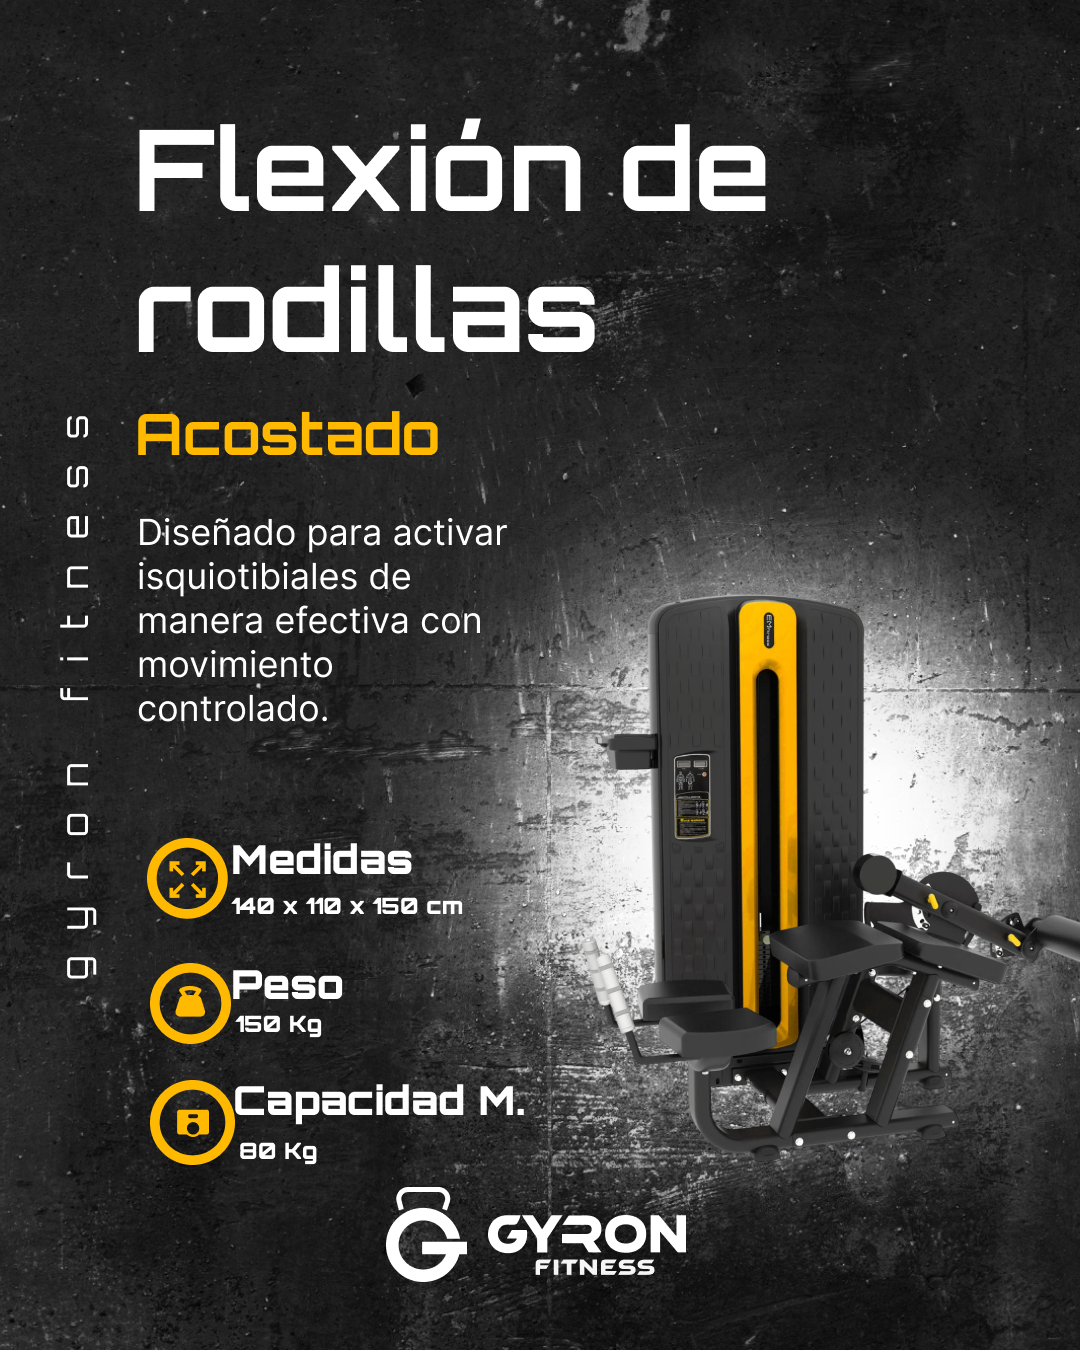 Flexión de
rodillas
Acostado
Diseñado para activar
isquiotibiales de
manera efectiva con
movimiento
controlado.
gyron fitness
Medidas
140 x 110 x 150 cm
Peso
150 Kg
Capacidad M.
80 Kg
GYRON
FITNESS